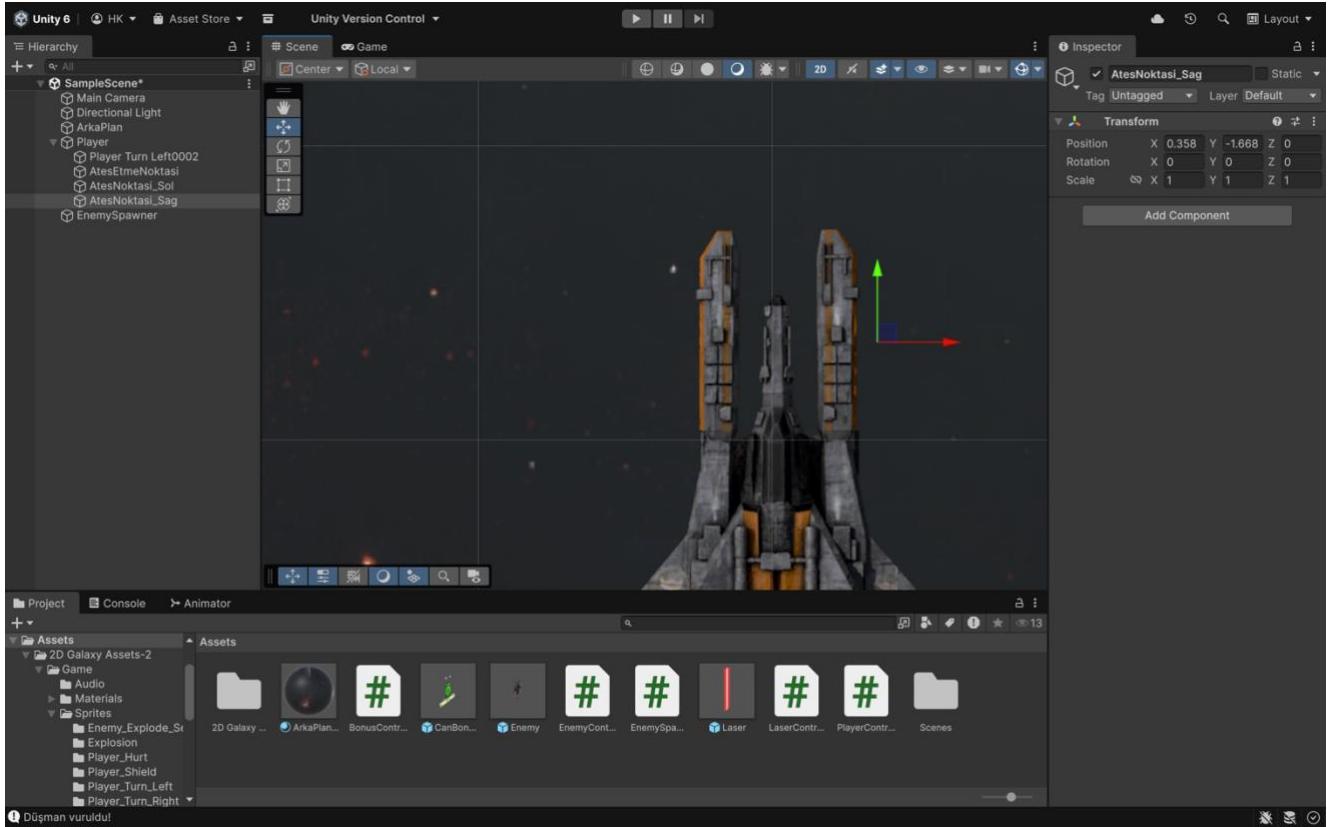 Unity 6 HK Asset Store Unity Version Control Layout
Hierarchy
All
SampleScene*
Main Camera
Directional Light
ArkaPlan
Player
Player Turn Left0002
AtesEtmeNoktasi
AtesNoktasi_Sol
AtesNoktasi_Sag
EnemySpawner
Scene Game
Center Local 2D
Inspector
AtesNoktasi_Sag Static
Tag Untagged Layer Default
Transform
Position X 0.358 Y -1.668 Z 0
Rotation X 0 Y 0 Z 0
Scale X 1 Y 1 Z 1
Add Component
Project Console Animator
13
Assets
2D Galaxy Assets-2
Game
Audio
Materials
Sprites
Enemy_Explode_Se
Explosion
Player_Hurt
Player_Shield
Player_Turn_Left
Player_Turn_Right
Assets
# # # # #
2D Galaxy ... ArkaPlan... BonusContr... CanBon... Enemy EnemyCont... EnemySpa... Laser LaserContr... PlayerContr... Scenes
Düşman vuruldu!